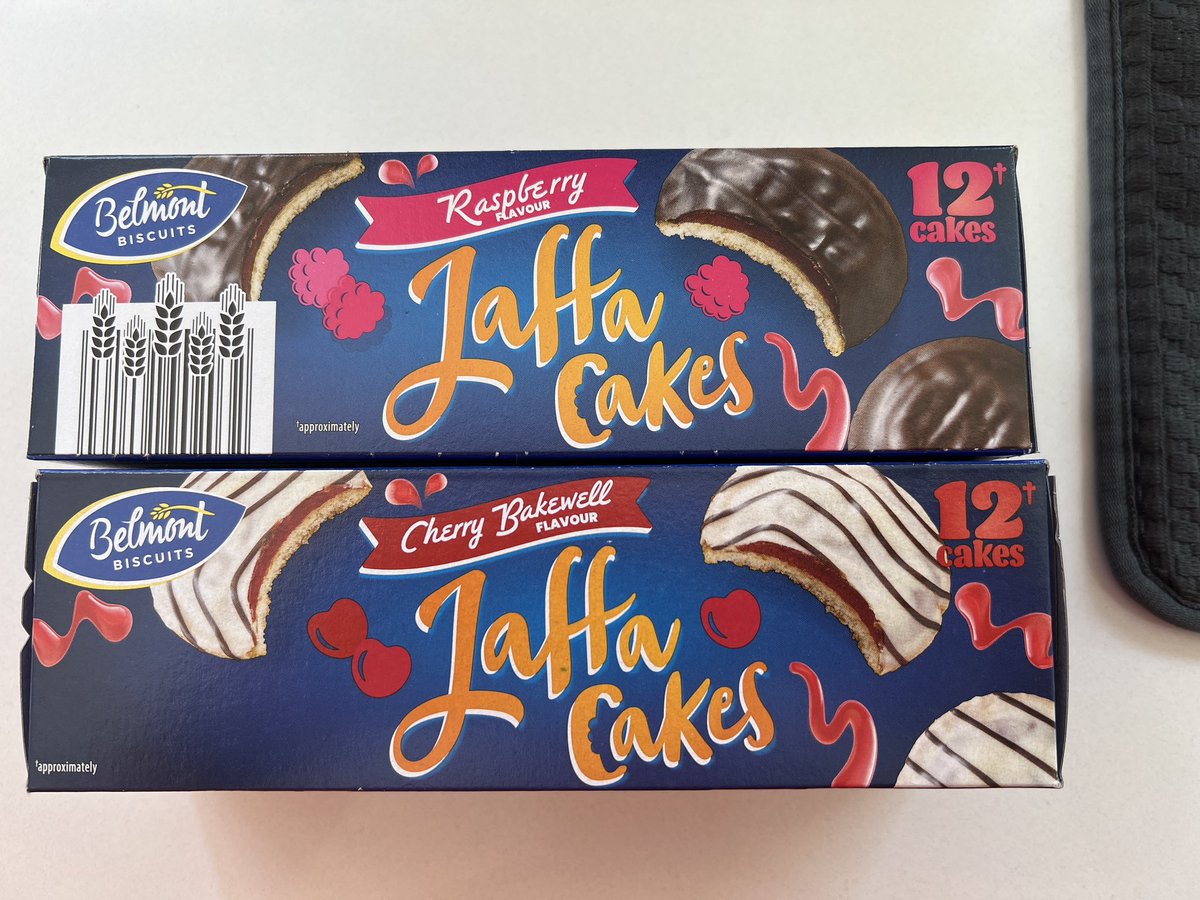 Belmont
BISCUITS
Raspberry
FLAVOUR
Jaffa
Cakes
12†
cakes
†approximately
Belmont
BISCUITS
Cherry Bakewell
FLAVOUR
Jaffa
Cakes
12†
cakes
†approximately